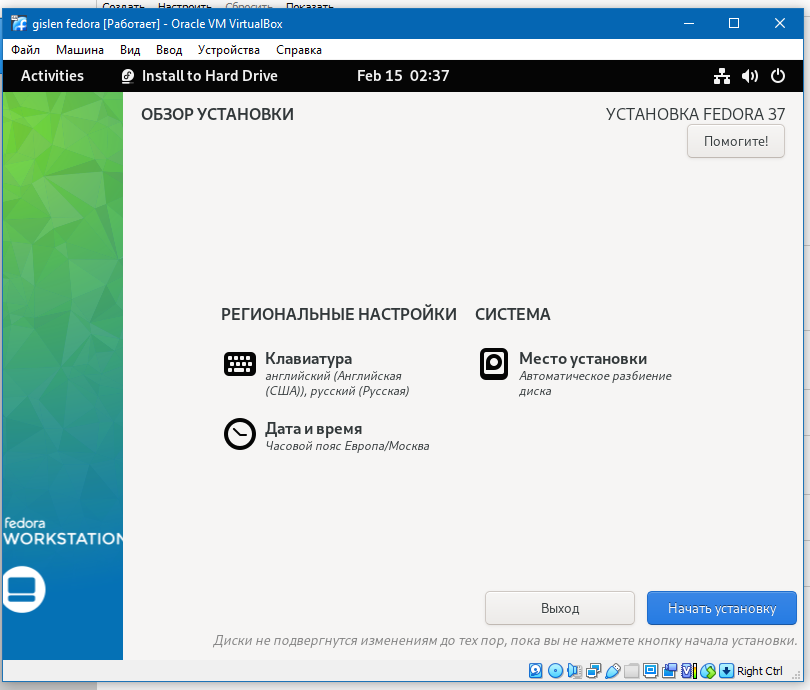 Создать Настроить Сбросить Показать
gislen fedora [Работает] - Oracle VM VirtualBox
Файл Машина Вид Ввод Устройства Справка
Activities Install to Hard Drive Feb 15 02:37
ОБЗОР УСТАНОВКИ УСТАНОВКА FEDORA 37
Помогите!
РЕГИОНАЛЬНЫЕ НАСТРОЙКИ СИСТЕМА
Клавиатура Место установки
английский (Английская Автоматическое разбиение
(США)), русский (Русская) диска
Дата и время
Часовой пояс Европа/Москва
fedora
WORKSTATION
Выход Начать установку
Диски не подвергнутся изменениям до тех пор, пока вы не нажмете кнопку начала установки.
Right Ctrl